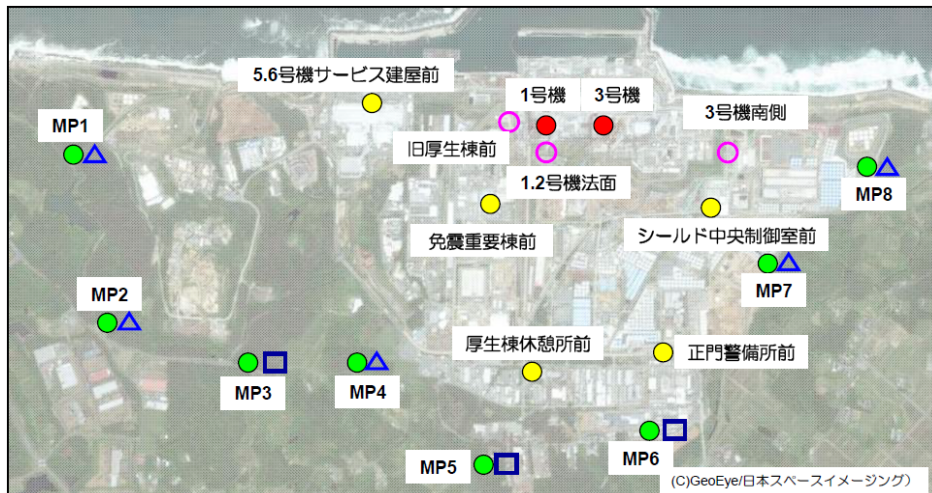 5.6号機サービス建屋前
1号機
3号機
3号機南側
MP1
旧厚生棟前
1.2号機法面
MP8
免震重要棟前
シールド中央制御室前
MP7
MP2
厚生棟休憩所前
正門警備所前
MP3
MP4
MP5
MP6
(C)GeoEye/日本スペースイメージング）